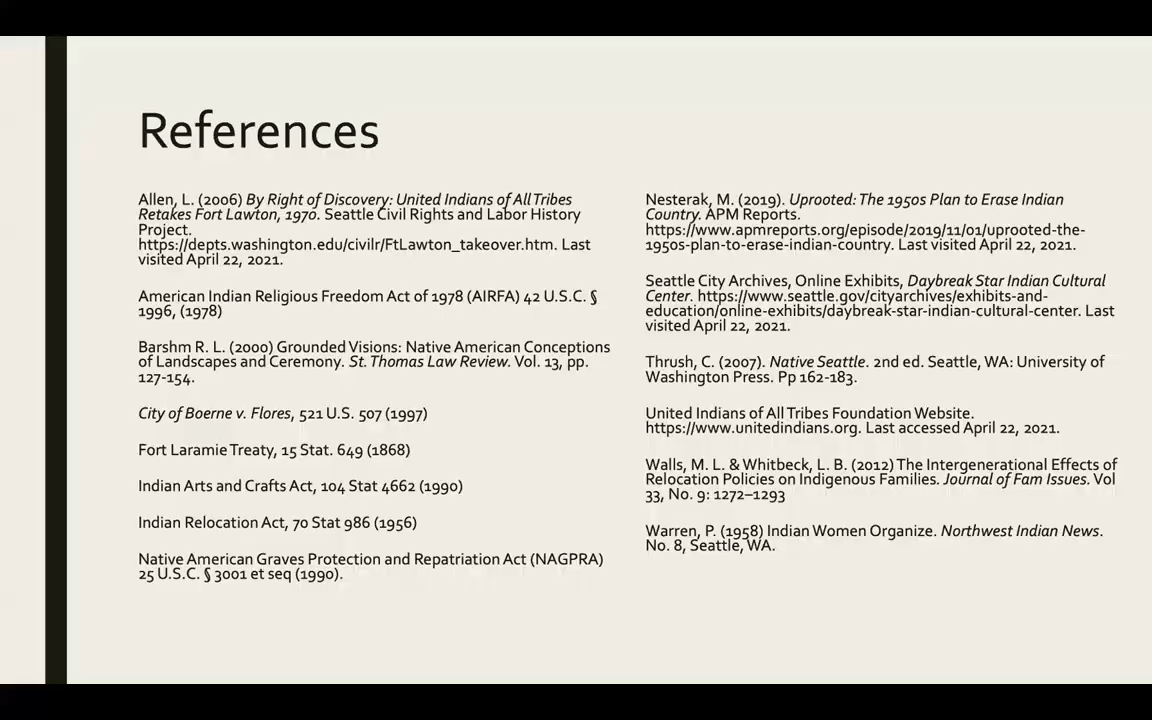 References
Allen, L. (2006) By Right of Discovery: United Indians of All Tribes
Retakes Fort Lawton, 1970. Seattle Civil Rights and Labor History
Project.
https://depts.washington.edu/civilr/FtLawton_takeover.htm. Last
visited April 22, 2021.
American Indian Religious Freedom Act of 1978 (AIRFA) 42 U.S.C. §
1996, (1978)
Barshm R. L. (2000) Grounded Visions: Native American Conceptions
of Landscapes and Ceremony. St. Thomas Law Review. Vol. 13, pp.
127-154.
City of Boerne v. Flores, 521 U.S. 507 (1997)
Fort Laramie Treaty, 15 Stat. 649 (1868)
Indian Arts and Crafts Act, 104 Stat 4662 (1990)
Indian Relocation Act, 70 Stat 986 (1956)
Native American Graves Protection and Repatriation Act (NAGPRA)
25 U.S.C. § 3001 et seq (1990).
Nesterak, M. (2019). Uprooted: The 1950s Plan to Erase Indian
Country. APM Reports.
https://www.apmreports.org/episode/2019/11/01/uprooted-the-
1950s-plan-to-erase-indian-country. Last visited April 22, 2021.
Seattle City Archives, Online Exhibits, Daybreak Star Indian Cultural
Center. https://www.seattle.gov/cityarchives/exhibits-and-
education/online-exhibits/daybreak-star-indian-cultural-center. Last
visited April 22, 2021.
Thrush, C. (2007). Native Seattle. 2nd ed. Seattle, WA: University of
Washington Press. Pp 162-183.
United Indians of All Tribes Foundation Website.
https://www.unitedindians.org. Last accessed April 22, 2021.
Walls, M. L. & Whitbeck, L. B. (2012) The Intergenerational Effects of
Relocation Policies on Indigenous Families. Journal of Fam Issues. Vol
33, No. 9: 1272–1293
Warren, P. (1958) Indian Women Organize. Northwest Indian News.
No. 8, Seattle, WA.